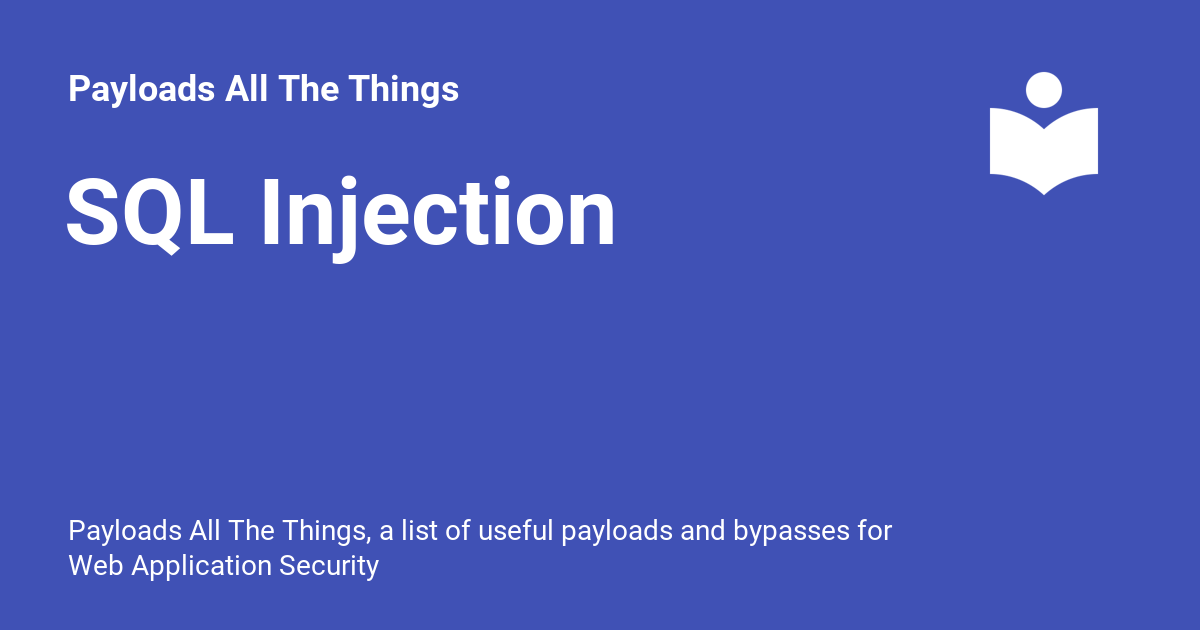 Payloads All The Things
SQL Injection
Payloads All The Things, a list of useful payloads and bypasses for
Web Application Security